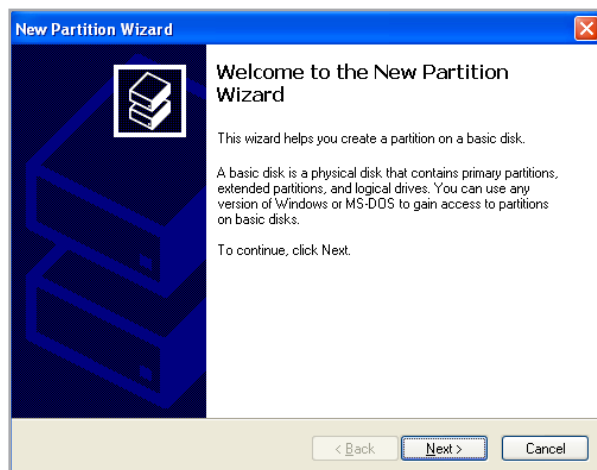 New Partition Wizard
Welcome to the New Partition
Wizard
This wizard helps you create a partition on a basic disk.
A basic disk is a physical disk that contains primary partitions,
extended partitions, and logical drives. You can use any
version of Windows or MS-DOS to gain access to partitions
on basic disks.
To continue, click Next.
< Back
Next >
Cancel